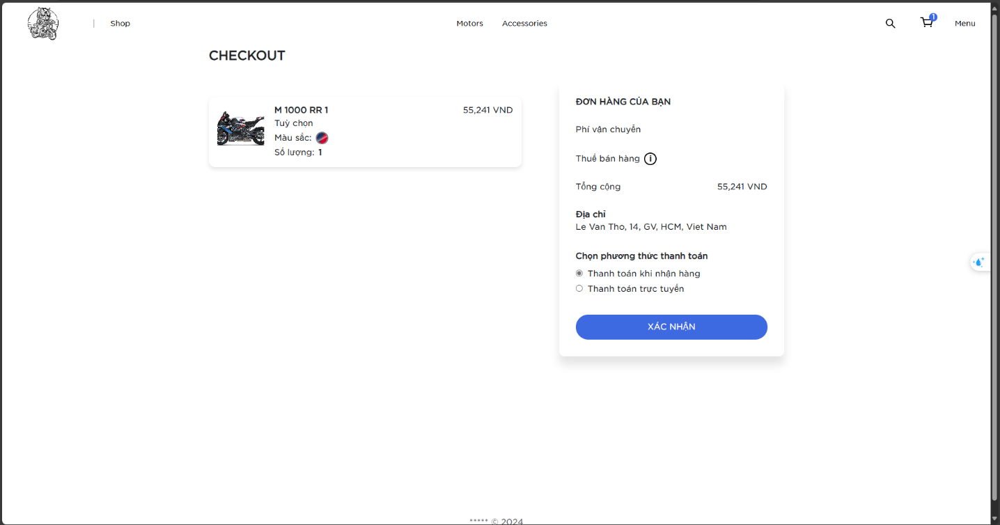 Shop
Motors
Accessories
1
Menu
CHECKOUT
M 1000 RR 1
55,241 VND
Tuỳ chọn
Màu sắc:
Số lượng: 1
ĐƠN HÀNG CỦA BẠN
Phí vận chuyển
Thuế bán hàng i
Tổng cộng 55,241 VND
Địa chỉ
Le Van Tho, 14, GV, HCM, Viet Nam
Chọn phương thức thanh toán
Thanh toán khi nhận hàng
Thanh toán trực tuyến
XÁC NHẬN
***** © 2024